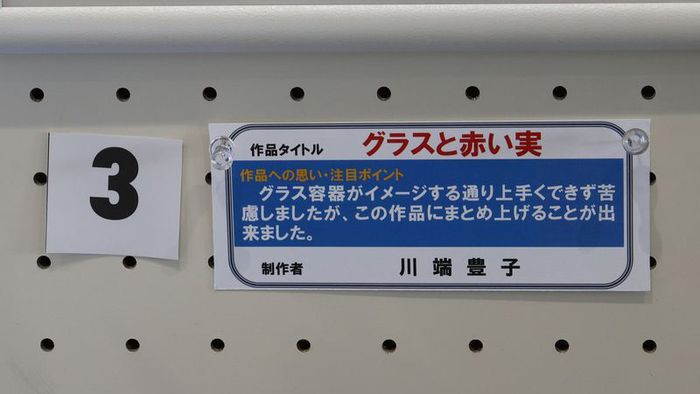 3
作品タイトル グラスと赤い実
作品への思い・注目ポイント
グラス容器がイメージする通り上手くできず苦
慮しましたが、この作品にまとめ上げることが出
来ました。
制作者 川端豊子